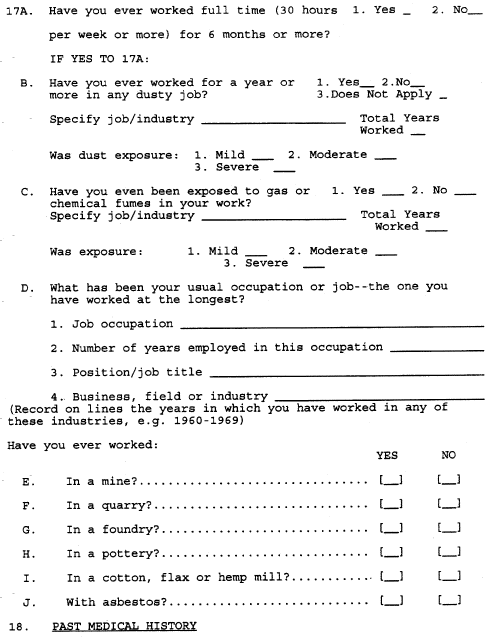 17A. Have you ever worked full time (30 hours 1. Yes _ 2. No__
per week or more) for 6 months or more?
IF YES TO 17A:
B. Have you ever worked for a year or 1. Yes__ 2.No__
more in any dusty job? 3.Does Not Apply _
Specify job/industry ___________________ Total Years
Worked __
Was dust exposure: 1. Mild ___ 2. Moderate ___
3. Severe ___
C. Have you even been exposed to gas or 1. Yes ___ 2. No ___
chemical fumes in your work?
Specify job/industry ___________________ Total Years
Worked ___
Was exposure: 1. Mild ___ 2. Moderate ___
3. Severe ___
D. What has been your usual occupation or job--the one you
have worked at the longest?
1. Job occupation ________________________________________
2. Number of years employed in this occupation ____________
3. Position/job title ____________________________________
4. Business, field or industry ___________________________
(Record on lines the years in which you have worked in any of
these industries, e.g. 1960-1969)
Have you ever worked:
YES NO
E. In a mine?............................... [__] [__]
F. In a quarry?............................. [__] [__]
G. In a foundry?............................ [__] [__]
H. In a pottery?............................ [__] [__]
I. In a cotton, flax or hemp mill?.......... [__] [__]
J. With asbestos?........................... [__] [__]
18. PAST MEDICAL HISTORY